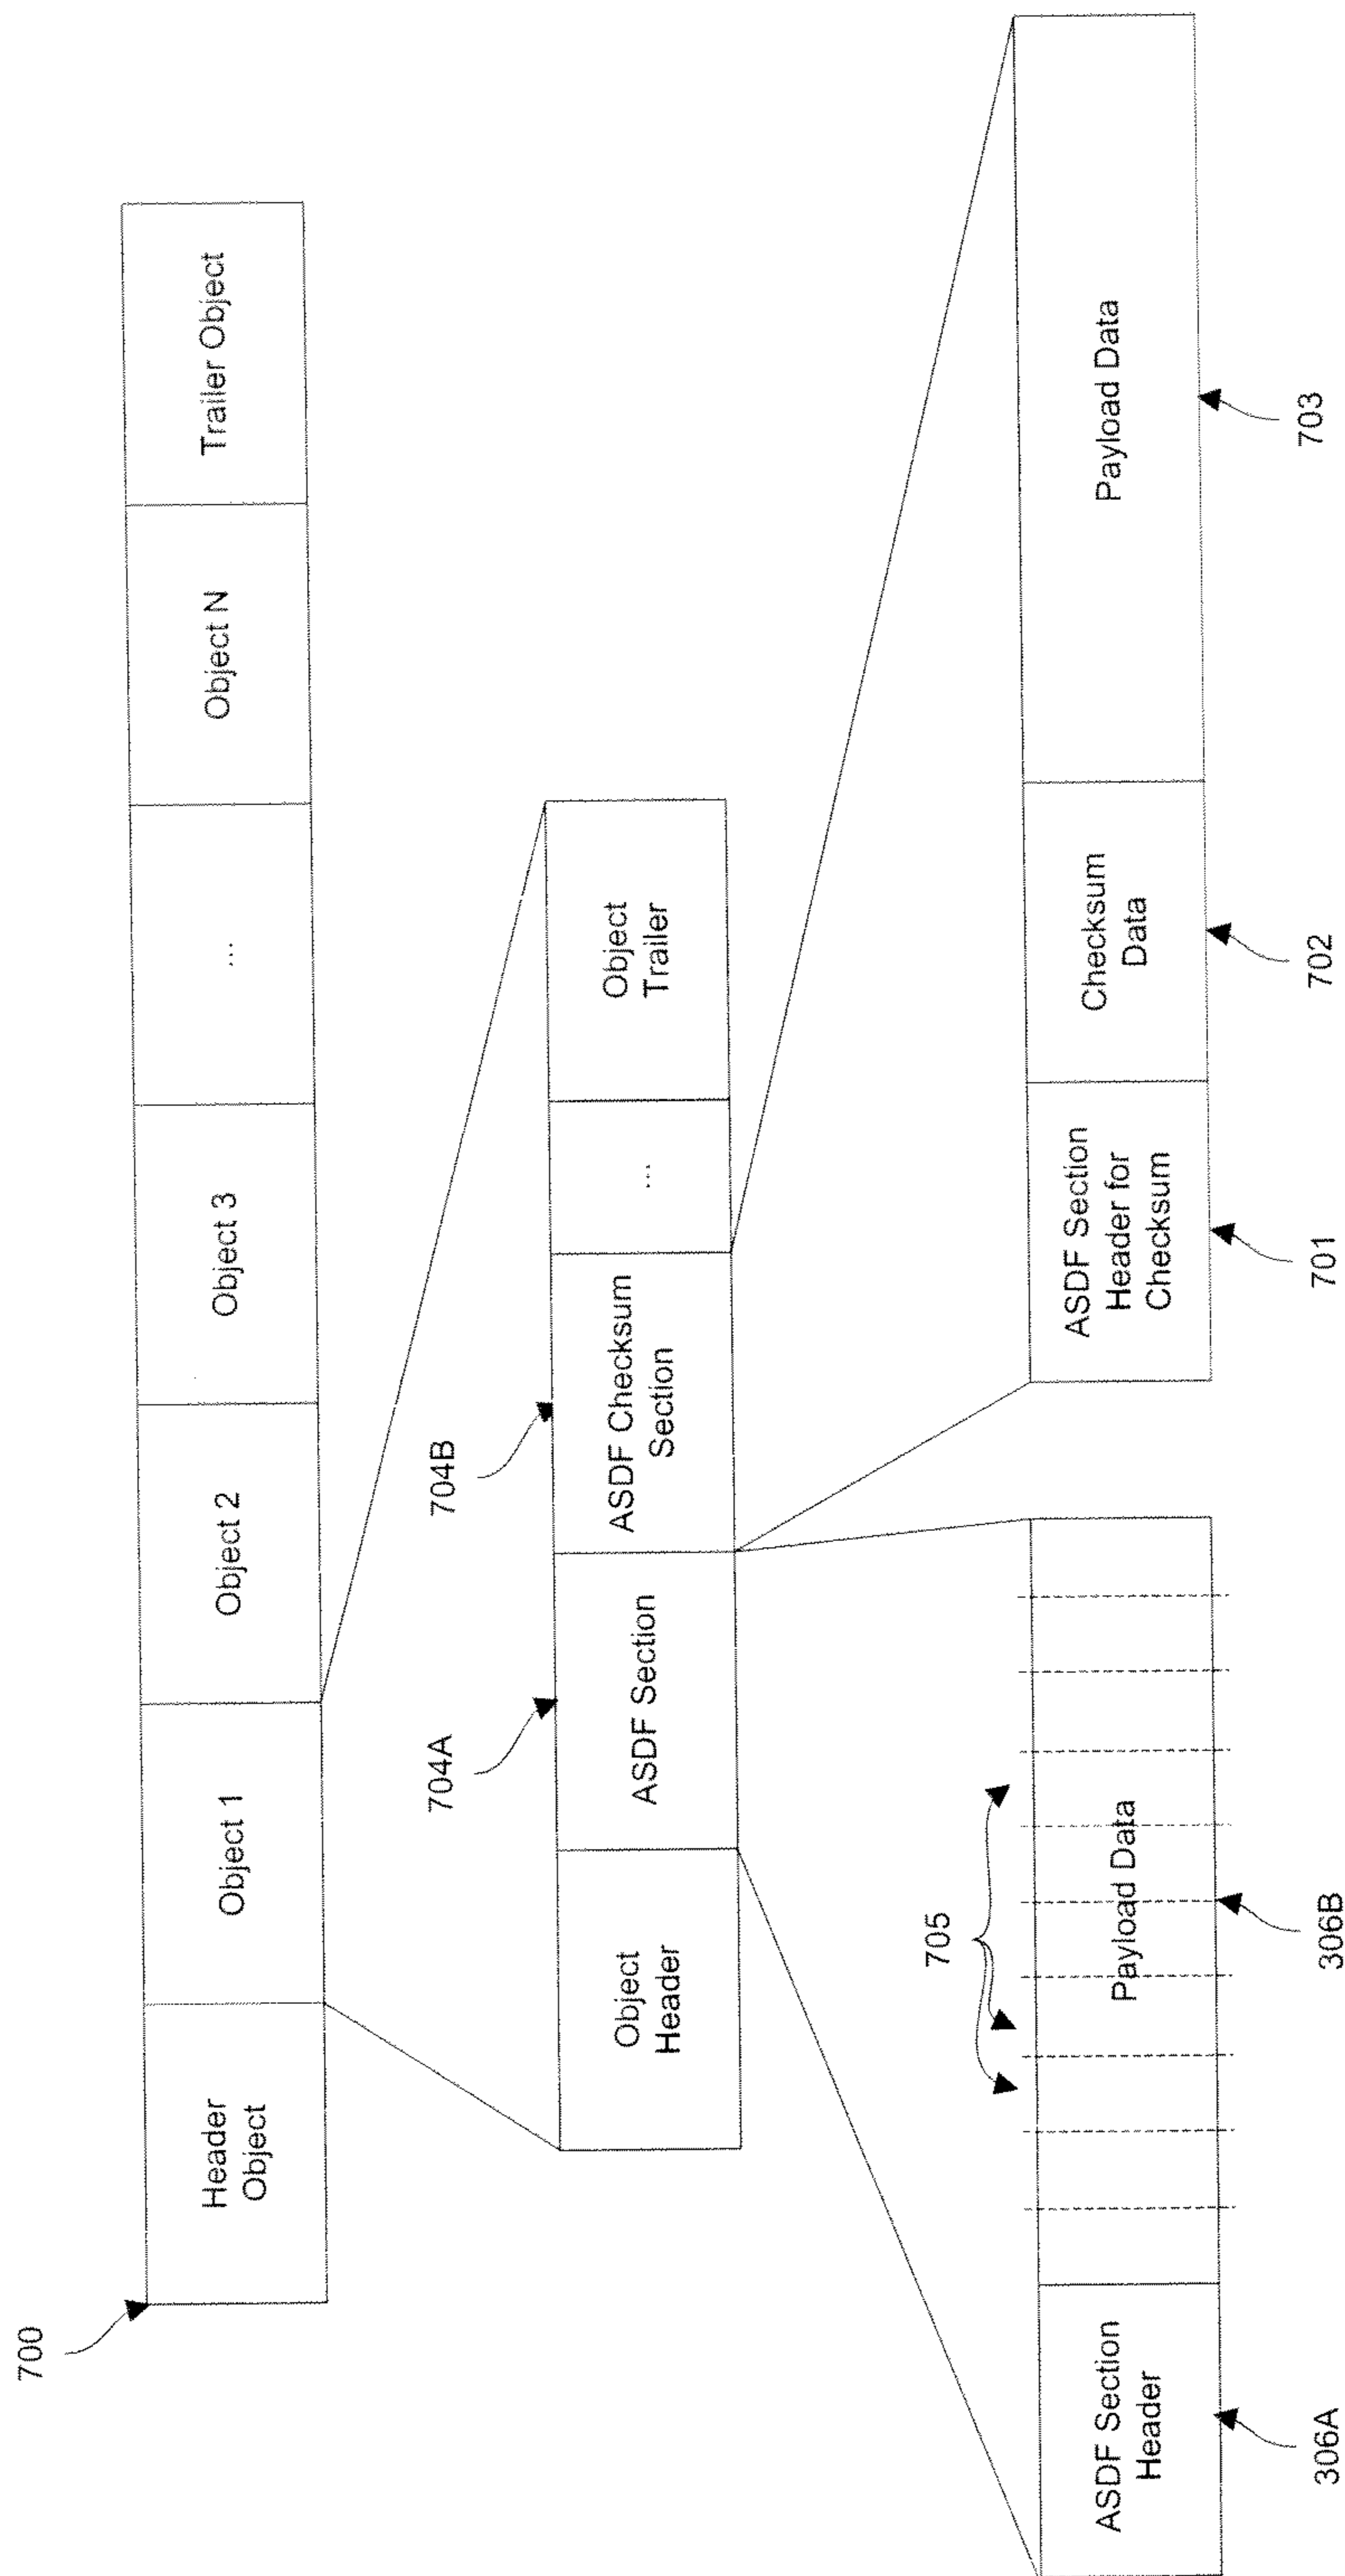 700
Header
Object
Object 1
Object 2
Object 3
...
Object N
Trailer Object
704A
704B
Object
Header
ASDF Section
ASDF Checksum
Section
...
Object
Trailer
705
ASDF Section
Header
Payload Data
ASDF Section
Header for
Checksum
Checksum
Data
Payload Data
306A
306B
701
702
703